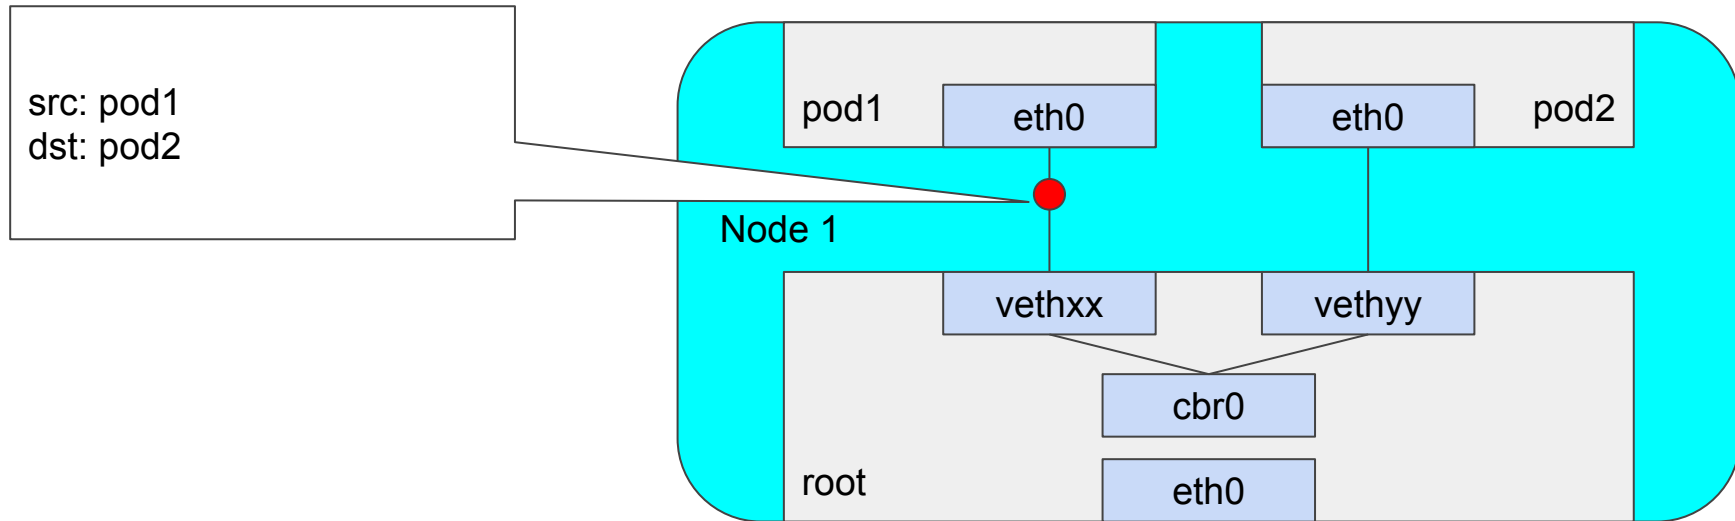 src: pod1
dst: pod2
pod1
eth0
eth0
pod2
Node 1
vethxx
vethyy
cbr0
root
eth0